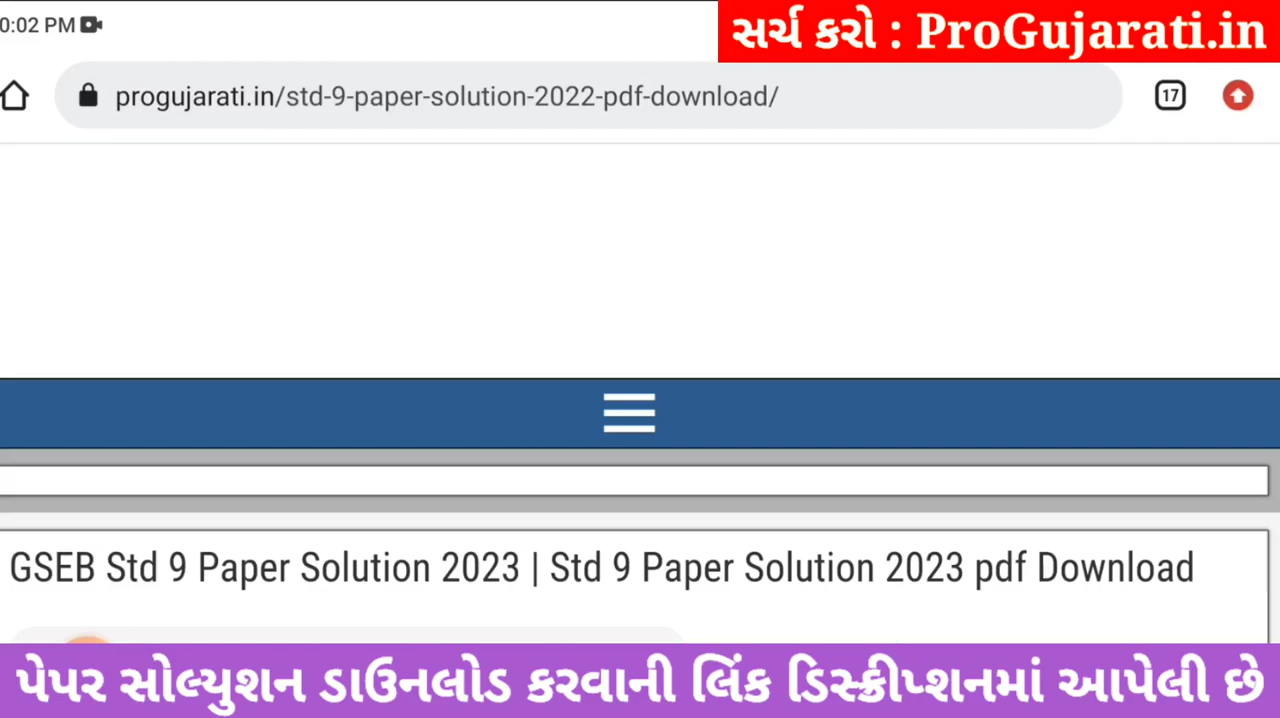 0:02 PM
સર્ચ કરો : ProGujarati.in
progujarati.in/std-9-paper-solution-2022-pdf-download/
17
GSEB Std 9 Paper Solution 2023 | Std 9 Paper Solution 2023 pdf Download
પેપર સોલ્યુશન ડાઉનલોડ કરવાની લિંક ડિસ્ક્રીપ્શનમાં આપેલી છે